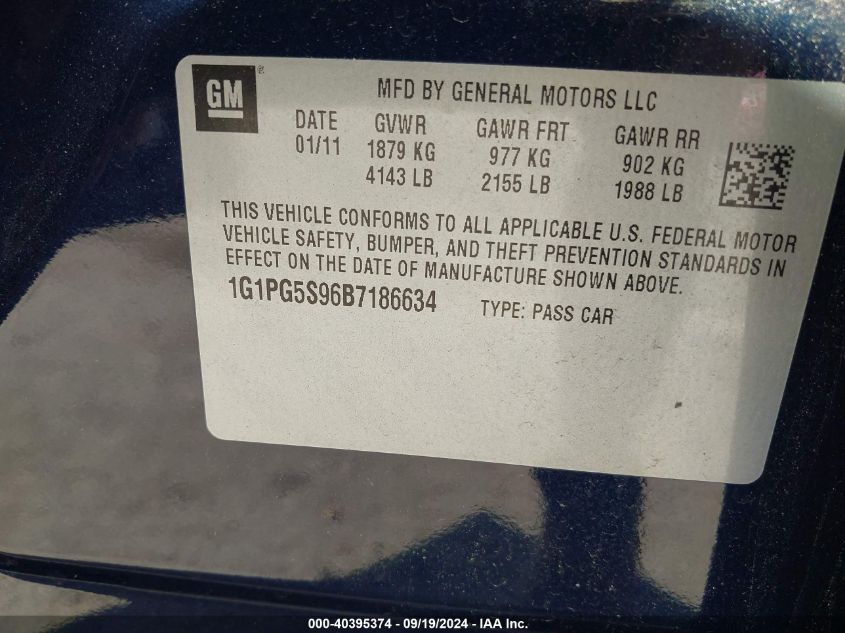 GM®
MFD BY GENERAL MOTORS LLC
DATE GVWR GAWR FRT GAWR RR
01/11 1879 KG 977 KG 902 KG
4143 LB 2155 LB 1988 LB
THIS VEHICLE CONFORMS TO ALL APPLICABLE U.S. FEDERAL MOTOR
VEHICLE SAFETY, BUMPER, AND THEFT PREVENTION STANDARDS IN
EFFECT ON THE DATE OF MANUFACTURE SHOWN ABOVE.
1G1PG5S96B7186634 TYPE: PASS CAR
000-40395374 - 09/19/2024 - IAA Inc.